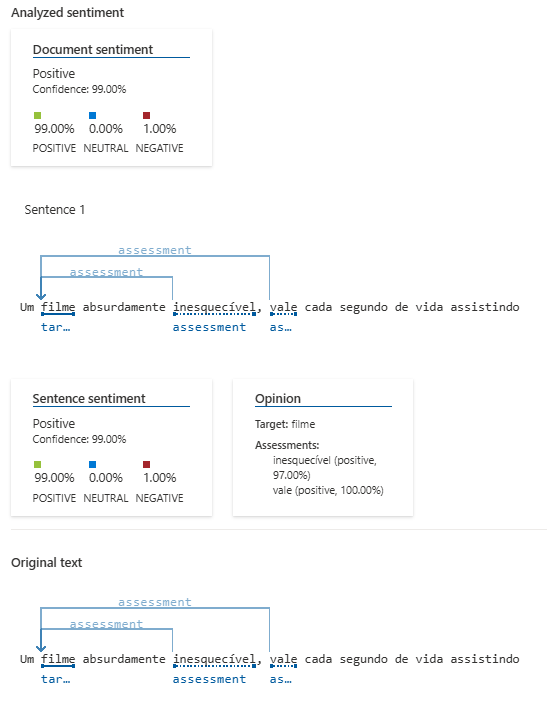 Analyzed sentiment
Document sentiment
Positive
Confidence: 99.00%
99.00% 0.00% 1.00%
POSITIVE NEUTRAL NEGATIVE
Sentence 1
assessment
assessment
Um filme absurdamente inesquecível, vale cada segundo de vida assistindo
tar… assessment as…
Sentence sentiment
Positive
Confidence: 99.00%
99.00% 0.00% 1.00%
POSITIVE NEUTRAL NEGATIVE
Opinion
Target: filme
Assessments:
inesquecível (positive,
97.00%)
vale (positive, 100.00%)
Original text
assessment
assessment
Um filme absurdamente inesquecível, vale cada segundo de vida assistindo
tar… assessment as…